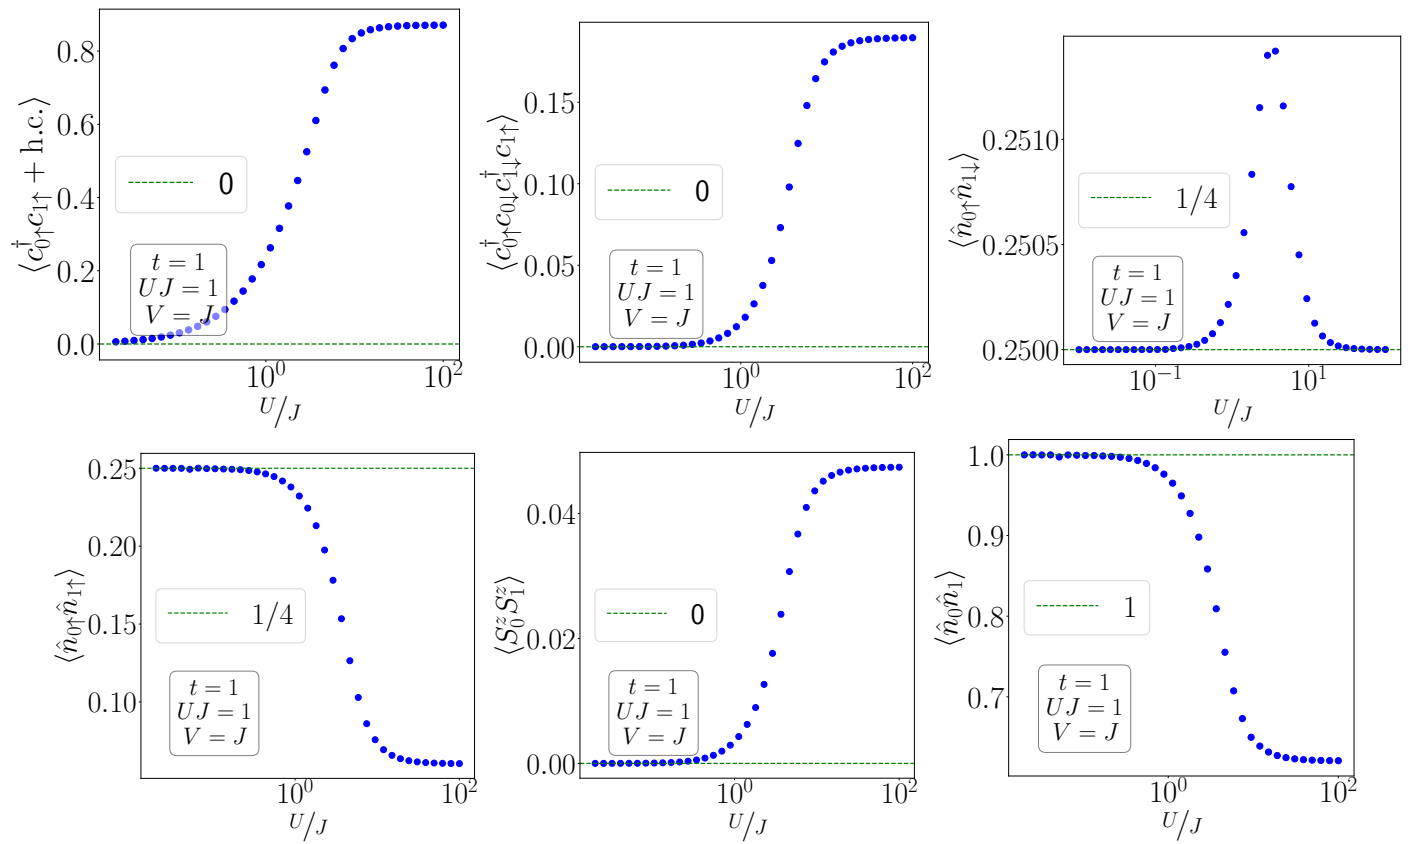 ⟨c†0↑c1↑ + h.c.⟩
0.8
0.6
0.4
0.2
0.0
0
t = 1
UJ = 1
V = J
10^0
10^2
U/J
⟨c†0↑c0↓c†1↓c1↑⟩
0.15
0.10
0.05
0.00
0
t = 1
UJ = 1
V = J
10^0
10^2
U/J
⟨n̂0↑n̂1↓⟩
0.2510
0.2505
0.2500
1/4
t = 1
UJ = 1
V = J
10^−1
10^1
U/J
⟨n̂0↑n̂1↑⟩
0.25
0.20
0.15
0.10
1/4
t = 1
UJ = 1
V = J
10^0
10^2
U/J
⟨S^z_0 S^z_1⟩
0.04
0.02
0.00
0
t = 1
UJ = 1
V = J
10^0
10^2
U/J
⟨n̂0n̂1⟩
1.0
0.9
0.8
0.7
1
t = 1
UJ = 1
V = J
10^0
10^2
U/J